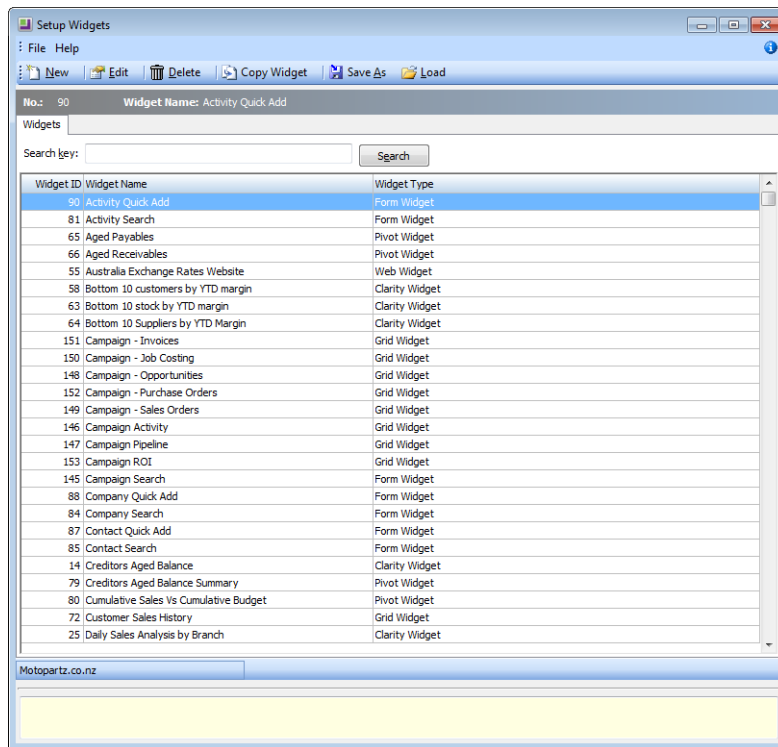 Setup Widgets
File Help
New Edit Delete Copy Widget Save As Load
No.: 90 Widget Name: Activity Quick Add
Widgets
Search key: Search
Widget ID Widget Name Widget Type
90 Activity Quick Add Form Widget
81 Activity Search Form Widget
65 Aged Payables Pivot Widget
66 Aged Receivables Pivot Widget
55 Australia Exchange Rates Website Web Widget
58 Bottom 10 customers by YTD margin Clarity Widget
63 Bottom 10 stock by YTD margin Clarity Widget
64 Bottom 10 Suppliers by YTD Margin Clarity Widget
151 Campaign - Invoices Grid Widget
150 Campaign - Job Costing Grid Widget
148 Campaign - Opportunities Grid Widget
152 Campaign - Purchase Orders Grid Widget
149 Campaign - Sales Orders Grid Widget
146 Campaign Activity Grid Widget
147 Campaign Pipeline Grid Widget
153 Campaign ROI Grid Widget
145 Campaign Search Form Widget
88 Company Quick Add Form Widget
84 Company Search Form Widget
87 Contact Quick Add Form Widget
85 Contact Search Form Widget
14 Creditors Aged Balance Clarity Widget
79 Creditors Aged Balance Summary Pivot Widget
80 Cumulative Sales Vs Cumulative Budget Pivot Widget
72 Customer Sales History Grid Widget
25 Daily Sales Analysis by Branch Clarity Widget
Motopartz.co.nz